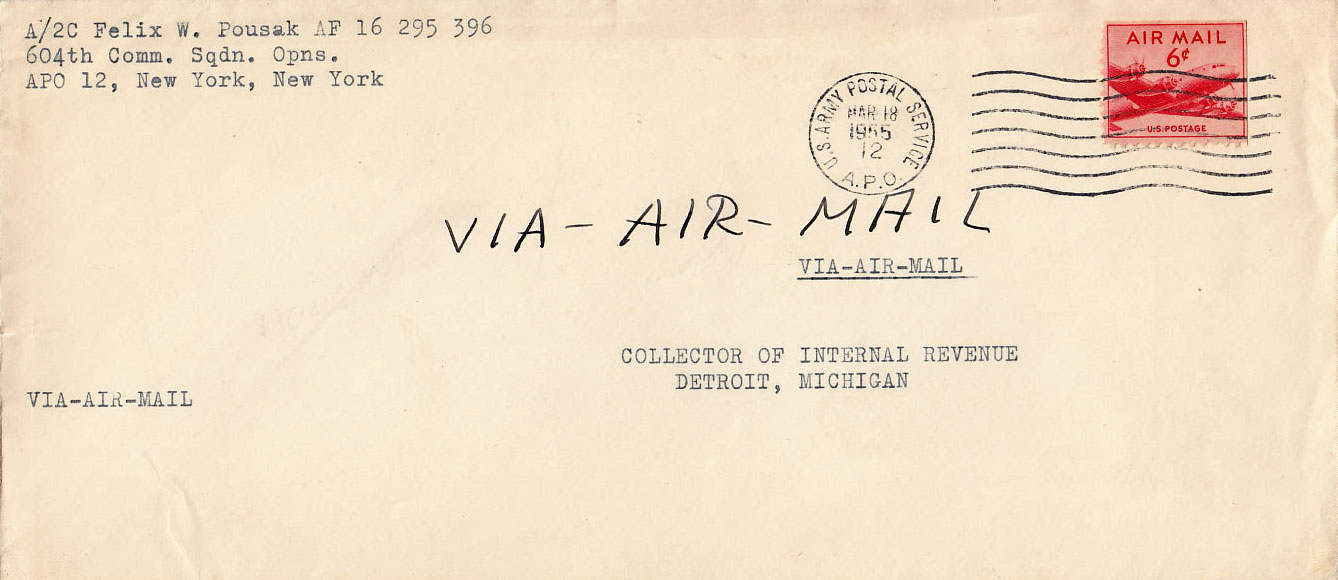 A/2C Felix W. Pousak AF 16 295 396
604th Comm. Sqdn. Opns.
APO 12, New York, New York
AIR MAIL
6¢
U.S. POSTAGE
U.S. ARMY POSTAL SERVICE
MAR 18
1955
12
A.P.O.
VIA-AIR-MAIL
VIA-AIR-MAIL
COLLECTOR OF INTERNAL REVENUE
DETROIT, MICHIGAN
VIA-AIR-MAIL